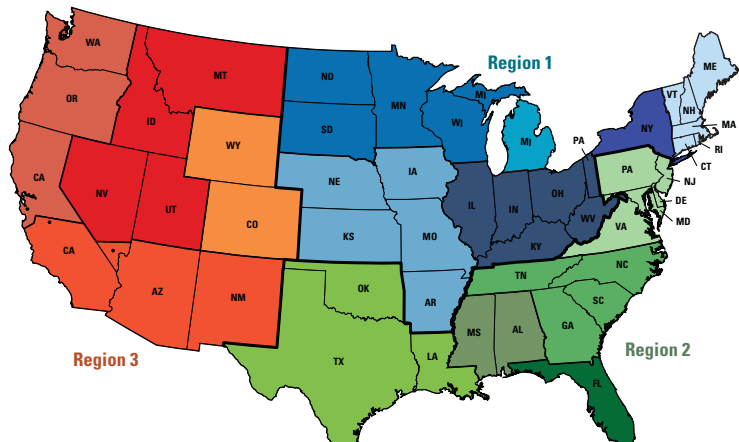 WA
OR
CA
CA
NV
ID
MT
UT
WY
CO
AZ
NM
Region 3
ND
SD
NE
KS
MN
IA
MO
AR
WI
MI
MI
Region 1
IL
IN
OH
KY
WV
PA
NY
VT
NH
ME
MA
RI
CT
PA
NJ
DE
MD
VA
NC
TN
SC
GA
AL
MS
FL
LA
OK
TX
Region 2